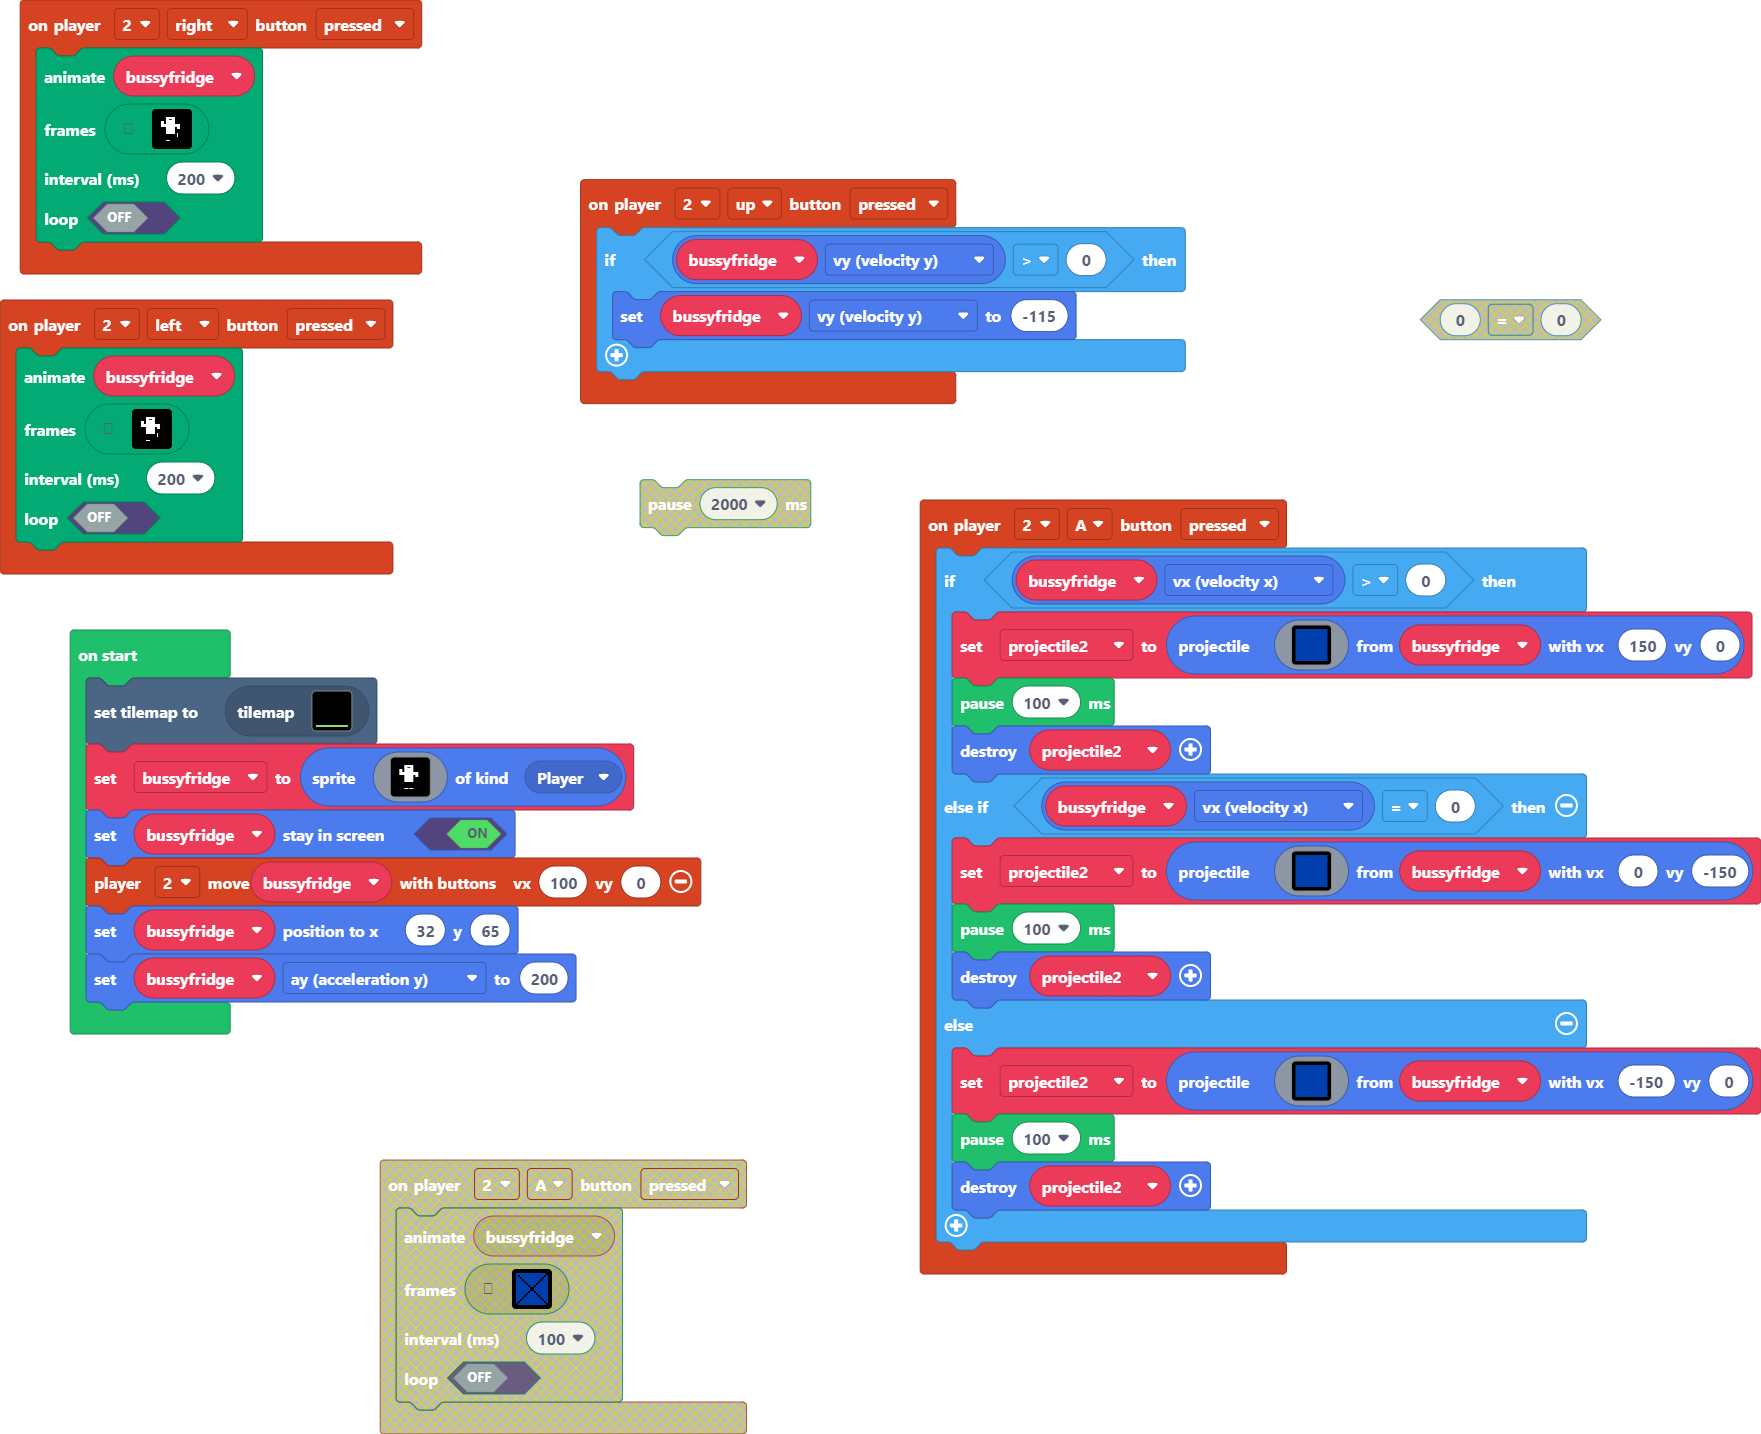 on player 2 right button pressed
animate bussyfridge
frames
interval (ms) 200
loop OFF
on player 2 left button pressed
animate bussyfridge
frames
interval (ms) 200
loop OFF
on player 2 up button pressed
if bussyfridge vy (velocity y) > 0 then
set bussyfridge vy (velocity y) to -115
0 = 0
pause 2000 ms
on start
set tilemap to tilemap
set bussyfridge to sprite of kind Player
set bussyfridge stay in screen ON
player 2 move bussyfridge with buttons vx 100 vy 0
set bussyfridge position to x 32 y 65
set bussyfridge ay (acceleration y) to 200
on player 2 A button pressed
if bussyfridge vx (velocity x) > 0 then
set projectile2 to projectile from bussyfridge with vx 150 vy 0
pause 100 ms
destroy projectile2
else if bussyfridge vx (velocity x) = 0 then
set projectile2 to projectile from bussyfridge with vx 0 vy -150
pause 100 ms
destroy projectile2
else
set projectile2 to projectile from bussyfridge with vx -150 vy 0
pause 100 ms
destroy projectile2
on player 2 A button pressed
animate bussyfridge
frames
interval (ms) 100
loop OFF